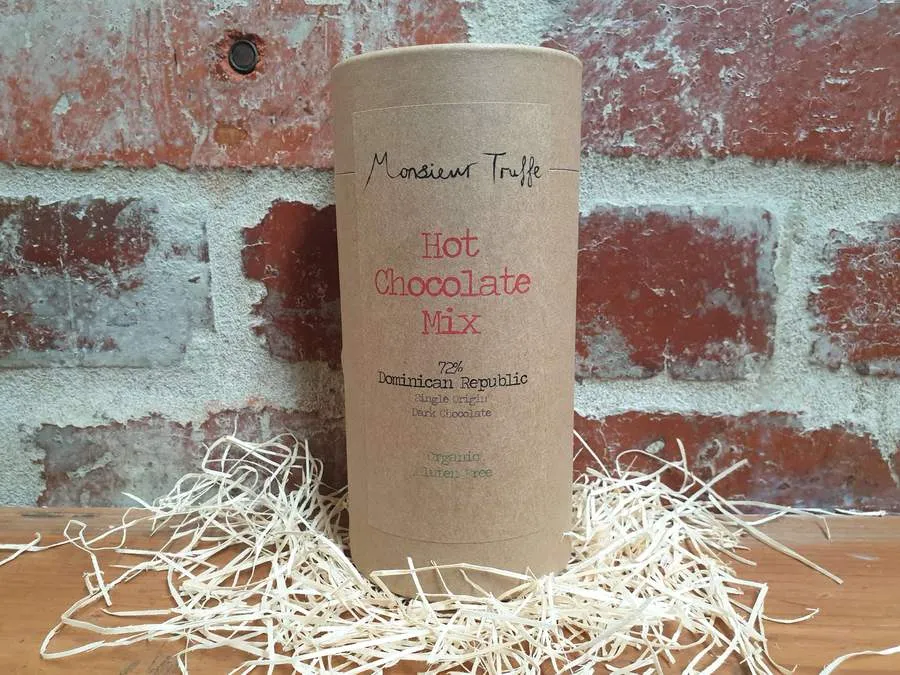 Monsieur Truffe
Hot
Chocolate
Mix
72%
Dominican Republic
Single Origin
Dark Chocolate
Organic
Gluten Free